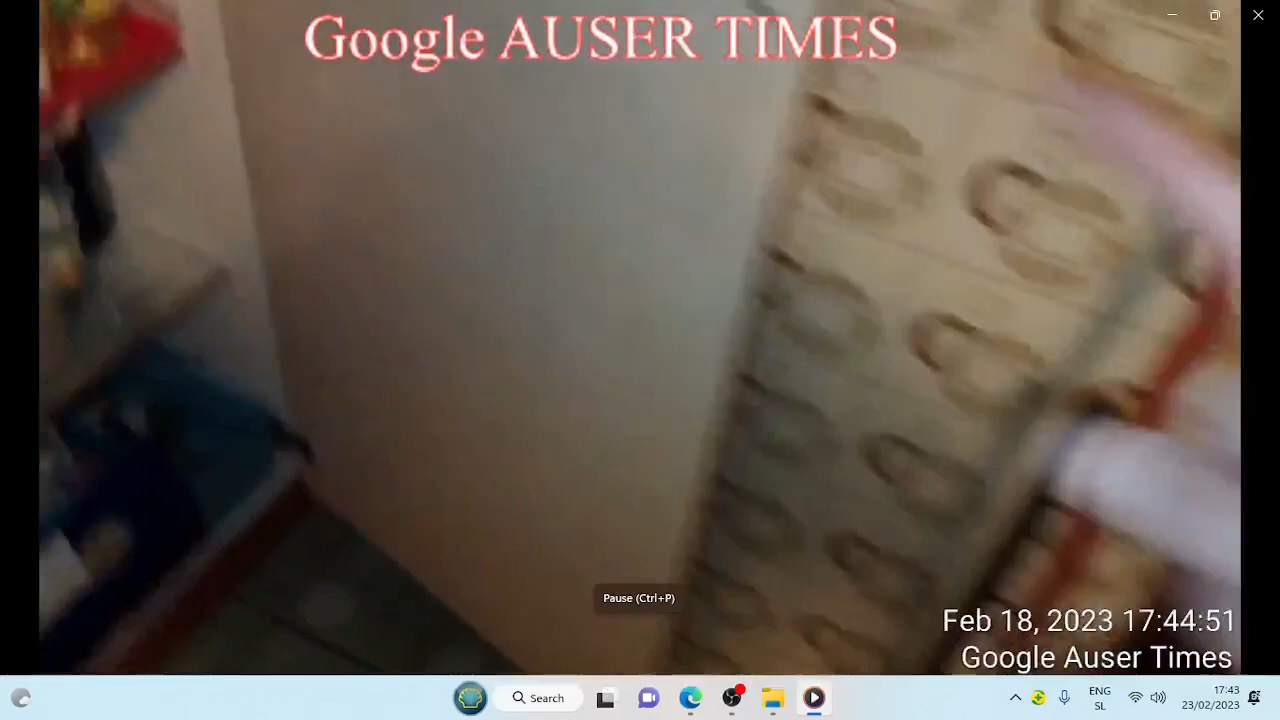 Google AUSER TIMES
Pause (Ctrl+P)
Feb 18, 2023 17:44:51
Google Auser Times
Search
ENG
SL
17:43
23/02/2023